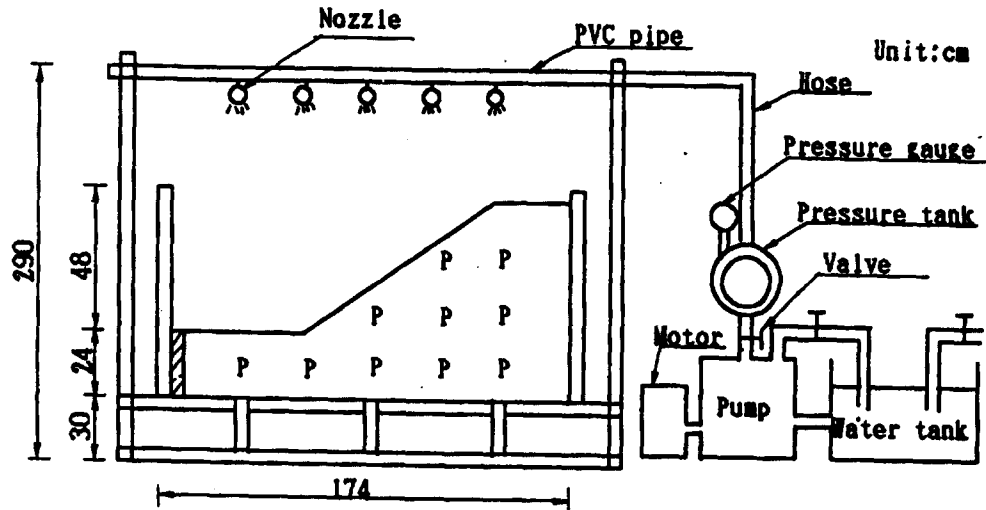 Nozzle
PVC pipe
Unit:cm
Hose
Pressure gauge
Pressure tank
Valve
290
48
P P
P P P
Motor
24
P P P P P
Pump
Water tank
30
174